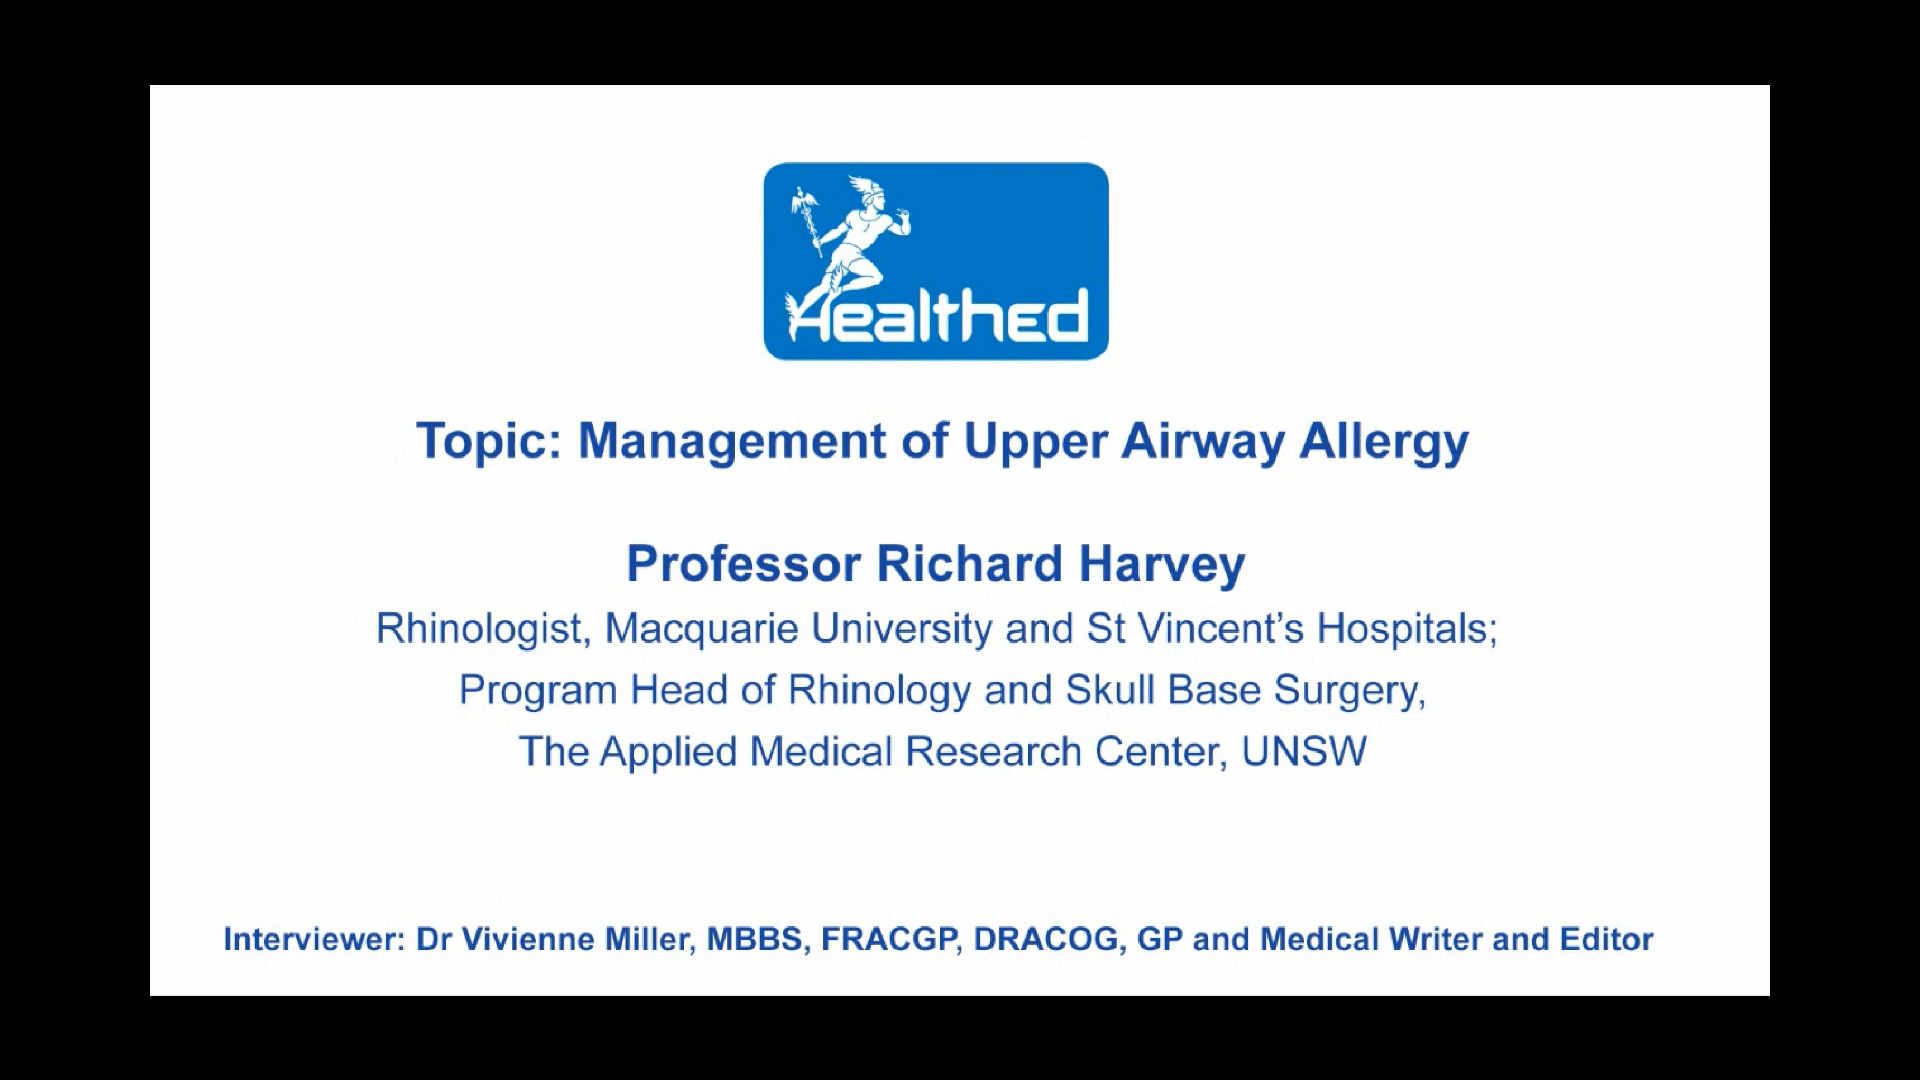 Healthed
Topic: Management of Upper Airway Allergy
Professor Richard Harvey
Rhinologist, Macquarie University and St Vincent’s Hospitals;
Program Head of Rhinology and Skull Base Surgery,
The Applied Medical Research Center, UNSW
Interviewer: Dr Vivienne Miller, MBBS, FRACGP, DRACOG, GP and Medical Writer and Editor